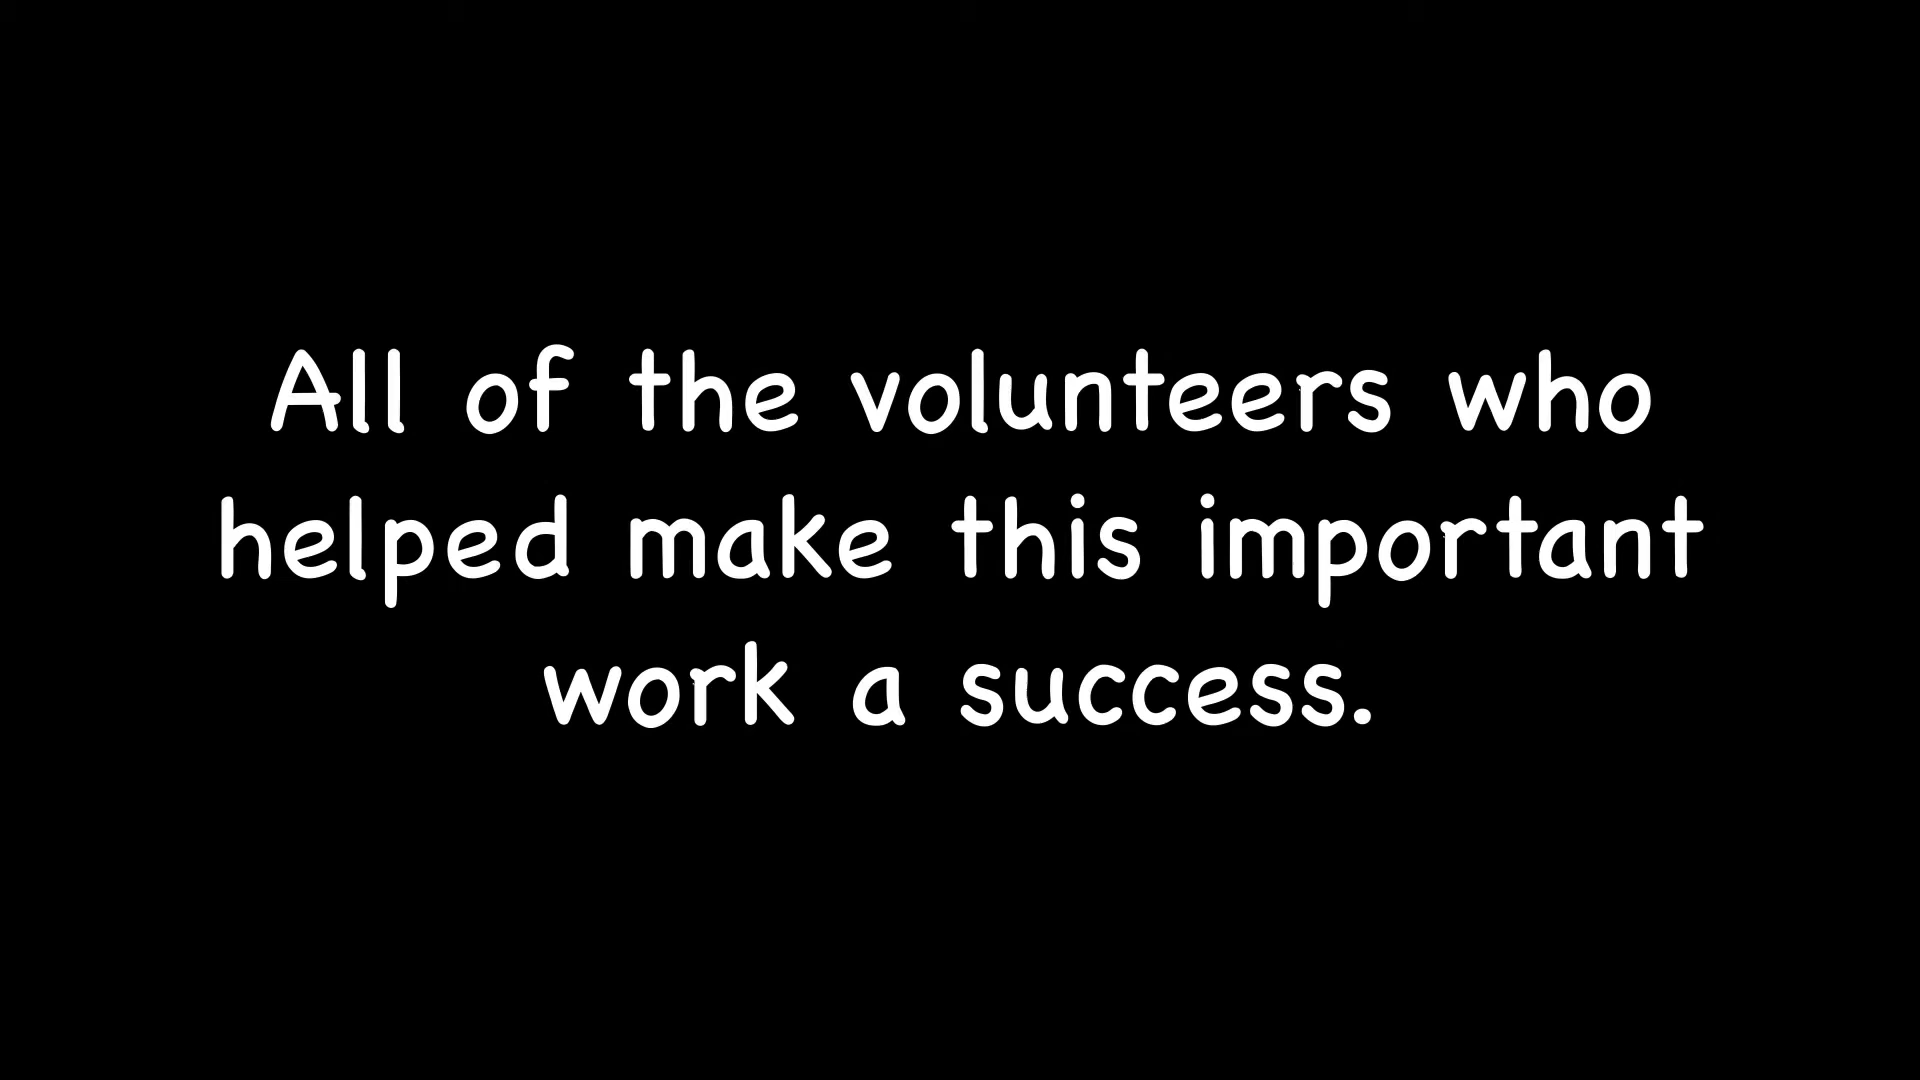 All of the volunteers who
helped make this important
work a success.